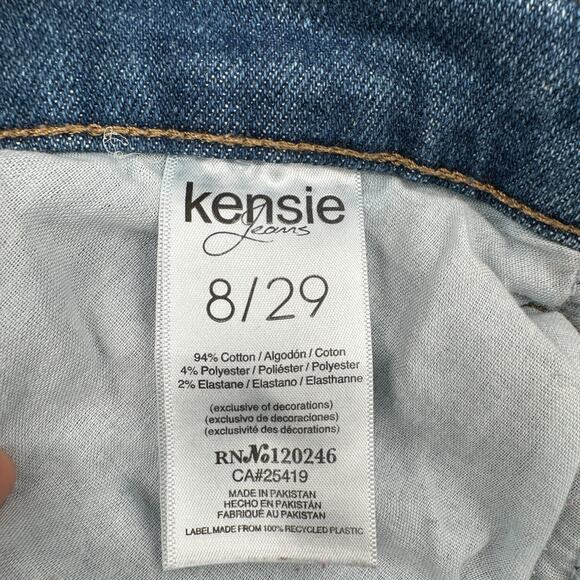 kensie
Jeans
8/29
94% Cotton / Algodón / Coton
4% Polyester / Poliéster / Polyester
2% Elastane / Elastano / Elasthanne
(exclusive of decorations)
(exclusivo de decoraciones)
(exclusivité des décorations)
RN No 120246
CA#25419
MADE IN PAKISTAN
HECHO EN PAKISTAN
FABRIQUÉ AU PAKISTAN
LABEL MADE FROM 100% RECYCLED PLASTIC